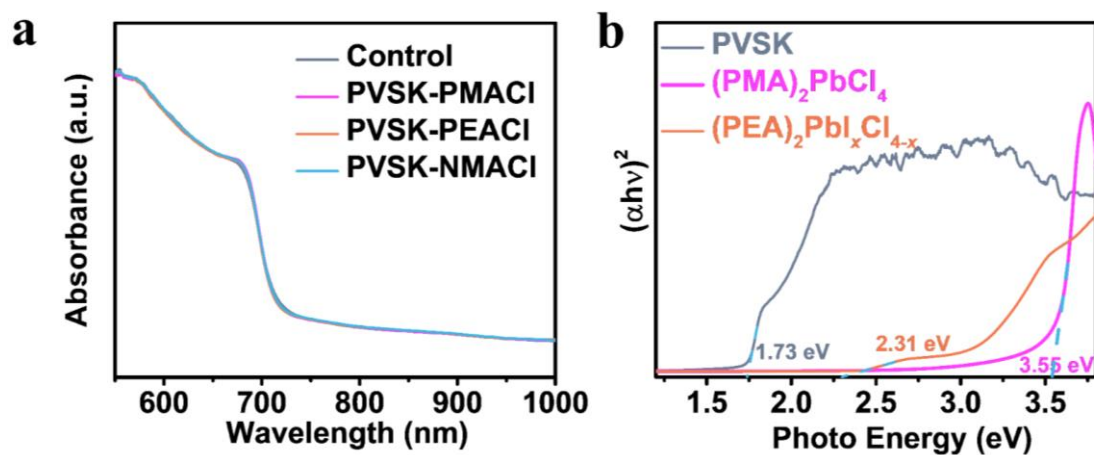 a
Absorbance (a.u.)
Control
PVSK-PMACl
PVSK-PEACl
PVSK-NMACl
600 700 800 900 1000
Wavelength (nm)
b
(αhν)²
PVSK
(PMA)₂PbCl₄
(PEA)₂PbIₓCl₄₋ₓ
1.73 eV
2.31 eV
3.55 eV
1.5 2.0 2.5 3.0 3.5
Photo Energy (eV)